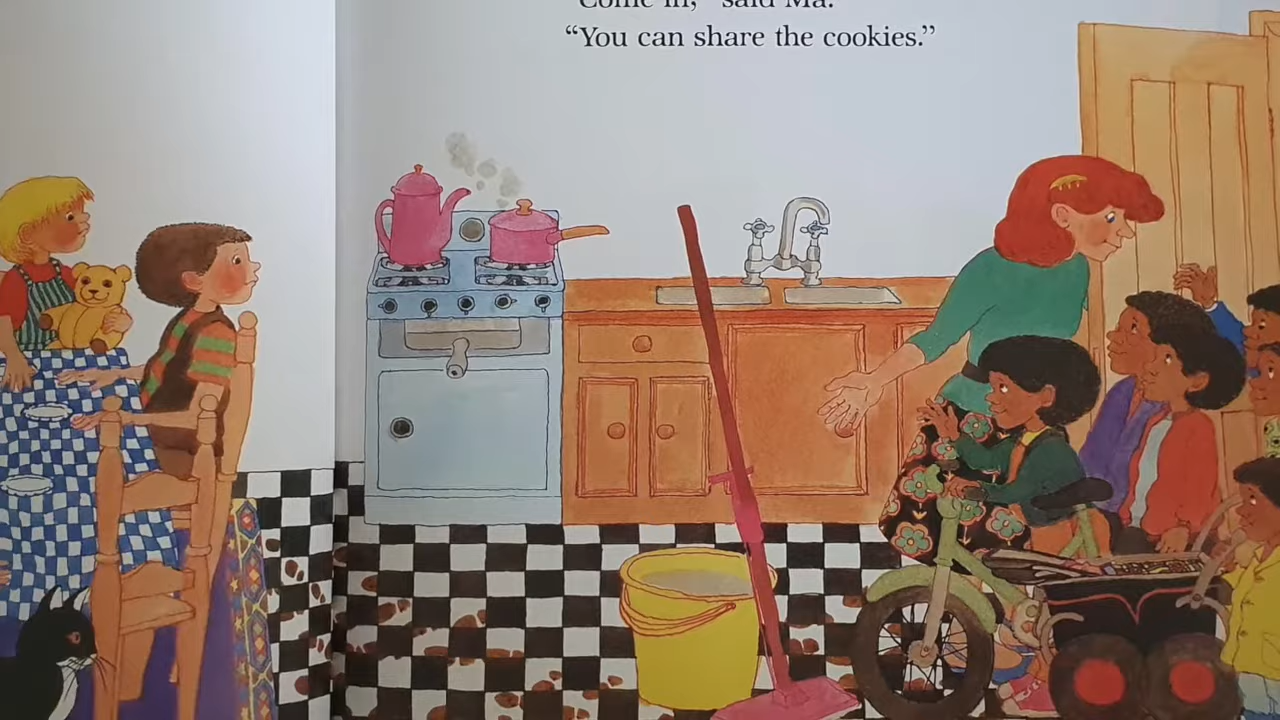 Come in," said Ma.
“You can share the cookies.”